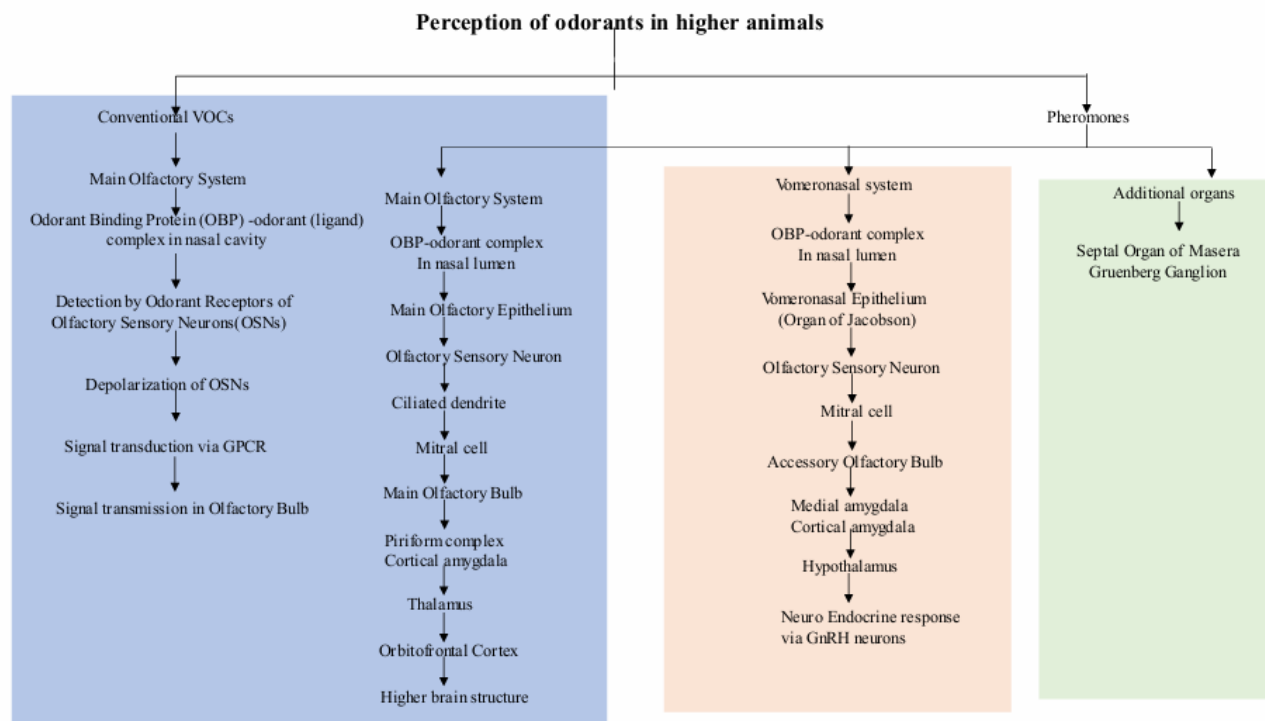 Perception of odorants in higher animals
Conventional VOCs
Main Olfactory System
Odorant Binding Protein (OBP) -odorant (ligand)
complex in nasal cavity
Detection by Odorant Receptors of
Olfactory Sensory Neurons(OSNs)
Depolarization of OSNs
Signal transduction via GPCR
Signal transmission in Olfactory Bulb
Pheromones
Main Olfactory System
OBP-odorant complex
In nasal lumen
Main Olfactory Epithelium
Olfactory Sensory Neuron
Ciliated dendrite
Mitral cell
Main Olfactory Bulb
Piriform complex
Cortical amygdala
Thalamus
Orbitofrontal Cortex
Higher brain structure
Vomeronasal system
OBP-odorant complex
In nasal lumen
Vomeronasal Epithelium
(Organ of Jacobson)
Olfactory Sensory Neuron
Mitral cell
Accessory Olfactory Bulb
Medial amygdala
Cortical amygdala
Hypothalamus
Neuro Endocrine response
via GnRH neurons
Additional organs
Septal Organ of Masera
Gruenberg Ganglion